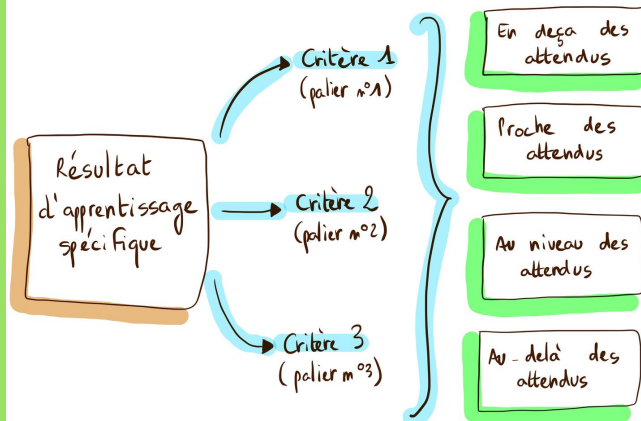 Résultat
d'apprentissage
spécifique
Critère 1
(palier n°1)
Critère 2
(palier n°2)
Critère 3
(palier n°3)
En deça des
attendus
Proche des
attendus
Au niveau des
attendus
Au-delà des
attendus